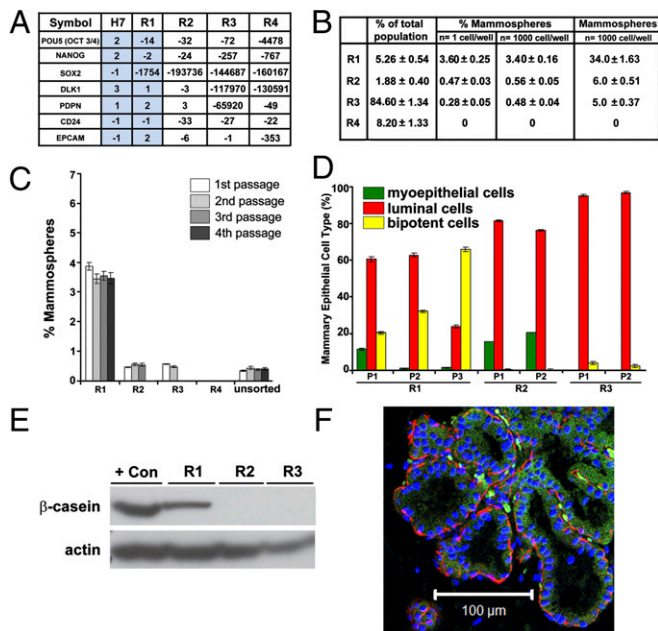 A
Symbol H7 R1 R2 R3 R4
POU5 (OCT 3/4) 2 -14 -32 -72 -4478
NANOG 2 -2 -24 -257 -767
SOX2 -1 -1754 -193736 -144687 -160167
DLK1 3 1 -3 -117970 -130591
PDPN 1 2 3 -65920 -49
CD24 -1 -1 -33 -27 -22
EPCAM -1 2 -6 -1 -353
B
% of total population % Mammospheres Mammospheres
n= 1 cell/well n= 1000 cell/well n= 1000 cell/well
R1 5.26 ± 0.54 3.60 ± 0.25 3.40 ± 0.16 34.0 ± 1.63
R2 1.88 ± 0.40 0.47 ± 0.03 0.56 ± 0.05 6.0 ± 0.51
R3 84.60 ± 1.34 0.28 ± 0.05 0.48 ± 0.04 5.0 ± 0.37
R4 8.20 ± 1.33 0 0 0
C
1st passage
2nd passage
3rd passage
4th passage
% Mammospheres
7
6
5
4
3
2
1
0
R1 R2 R3 R4 unsorted
D
myoepithelial cells
luminal cells
bipotent cells
Mammary Epithelial Cell Type (%)
100
80
60
40
20
0
P1 P2 P3 P1 P2 P1 P2
R1 R2 R3
E
+ Con R1 R2 R3
β-casein
actin
F
100 µm